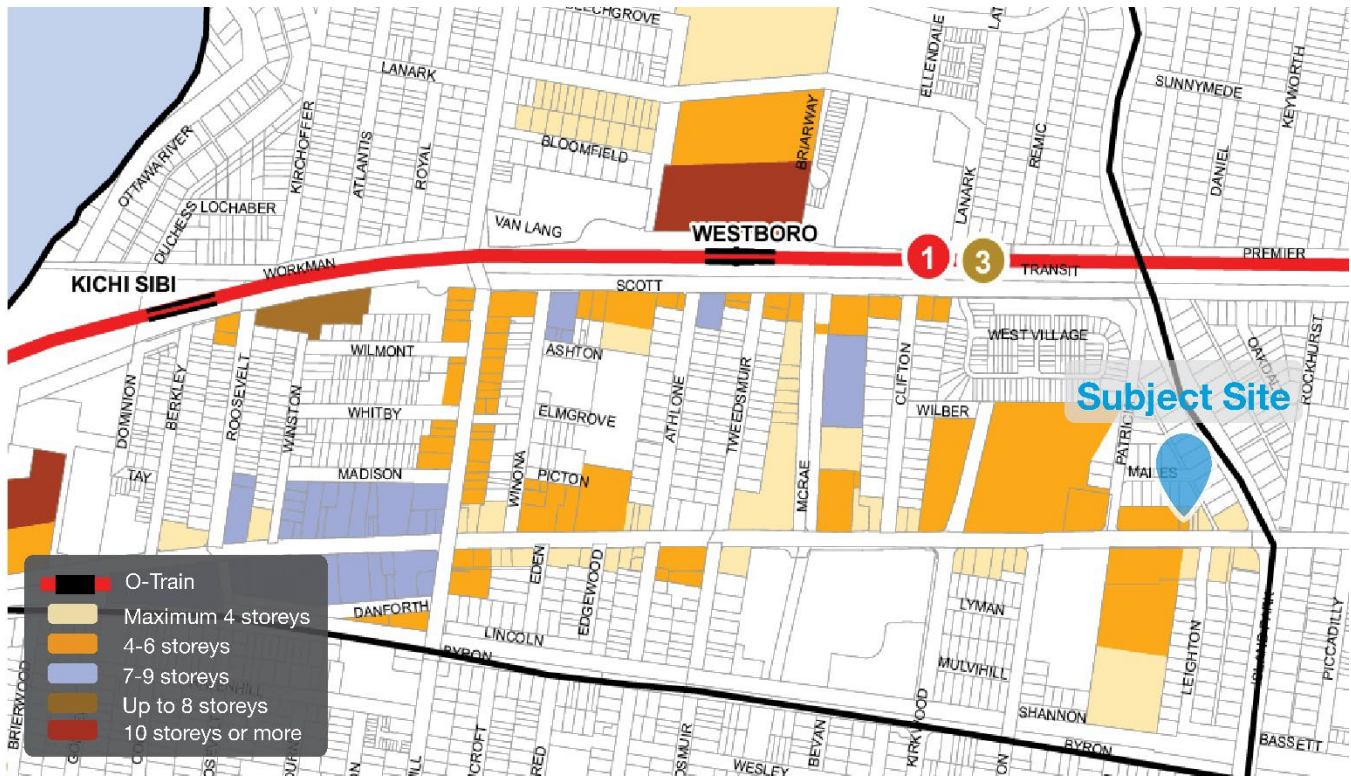 BEECHGROVE
LANARK
ELLENDALE
SUNNYMEDE
KEYWORTH
OTTAWA RIVER
KIRCHOFFER
ATLANTIS
ROYAL
BLOOMFIELD
BRIARWAY
REMIC
DANIEL
DUCHESS
LOCHABER
VAN LANG
LANARK
WESTBORO
1
3
PREMIER
WORKMAN
TRANSIT
KICHI SIBI
SCOTT
WEST VILLAGE
OAKDALE
ROCKHURST
WILMONT
ASHTON
Subject Site
DOMINION
BERKLEY
ROOSEVELT
WINSTON
WHITBY
ELMGROVE
ATHLONE
TWEEDSMUIR
CLIFTON
WILBER
TAY
MADISON
WINONA
PICTON
MCRAE
EDEN
EDGEWOOD
O-Train
Maximum 4 storeys
4-6 storeys
7-9 storeys
Up to 8 storeys
10 storeys or more
DANFORTH
LINCOLN
BYRON
LYMAN
MULVIHILL
LEIGHTON
PICCADILLY
SHANNON
BYRON
BASSETT
BRIERWOOD
BEVAN
WESLEY